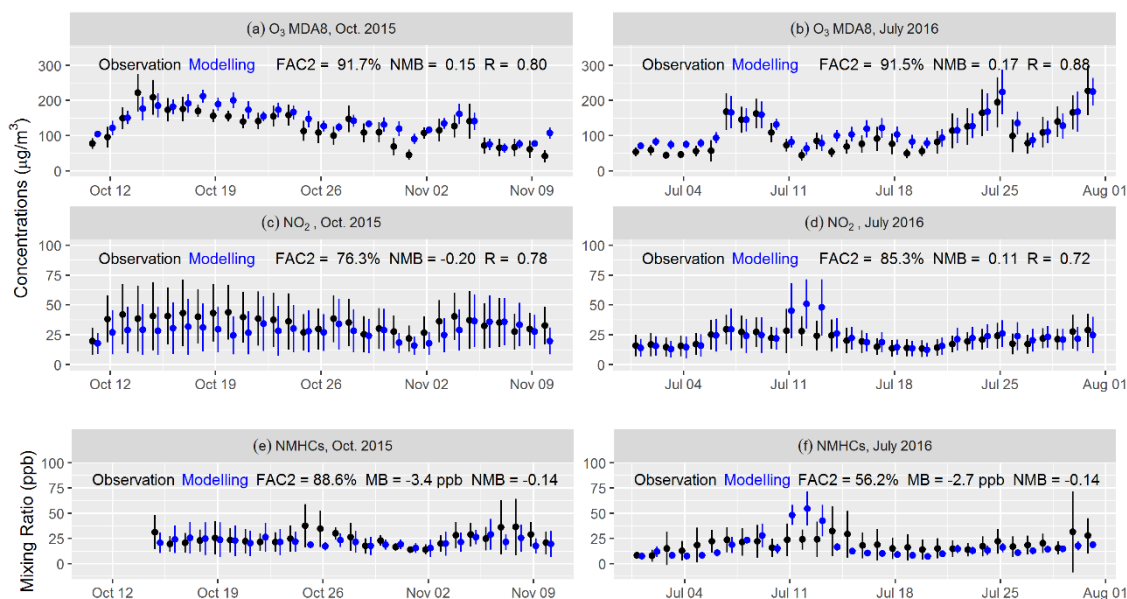 (a) O₃ MDA8, Oct. 2015
Observation Modelling FAC2 = 91.7% NMB = 0.15 R = 0.80
300
200
100
0
Oct 12 Oct 19 Oct 26 Nov 02 Nov 09
(b) O₃ MDA8, July 2016
Observation Modelling FAC2 = 91.5% NMB = 0.17 R = 0.88
300
200
100
0
Jul 04 Jul 11 Jul 18 Jul 25 Aug 01
Concentrations (µg/m³)
(c) NO₂ , Oct. 2015
Observation Modelling FAC2 = 76.3% NMB = -0.20 R = 0.78
100
75
50
25
0
Oct 12 Oct 19 Oct 26 Nov 02 Nov 09
(d) NO₂ , July 2016
Observation Modelling FAC2 = 85.3% NMB = 0.11 R = 0.72
100
75
50
25
0
Jul 04 Jul 11 Jul 18 Jul 25 Aug 01
Mixing Ratio (ppb)
(e) NMHCs, Oct. 2015
Observation Modelling FAC2 = 88.6% MB = -3.4 ppb NMB = -0.14
100
75
50
25
0
Oct 12 Oct 19 Oct 26 Nov 02 Nov 09
(f) NMHCs, July 2016
Observation Modelling FAC2 = 56.2% MB = -2.7 ppb NMB = -0.14
100
75
50
25
0
Jul 04 Jul 11 Jul 18 Jul 25 Aug 01